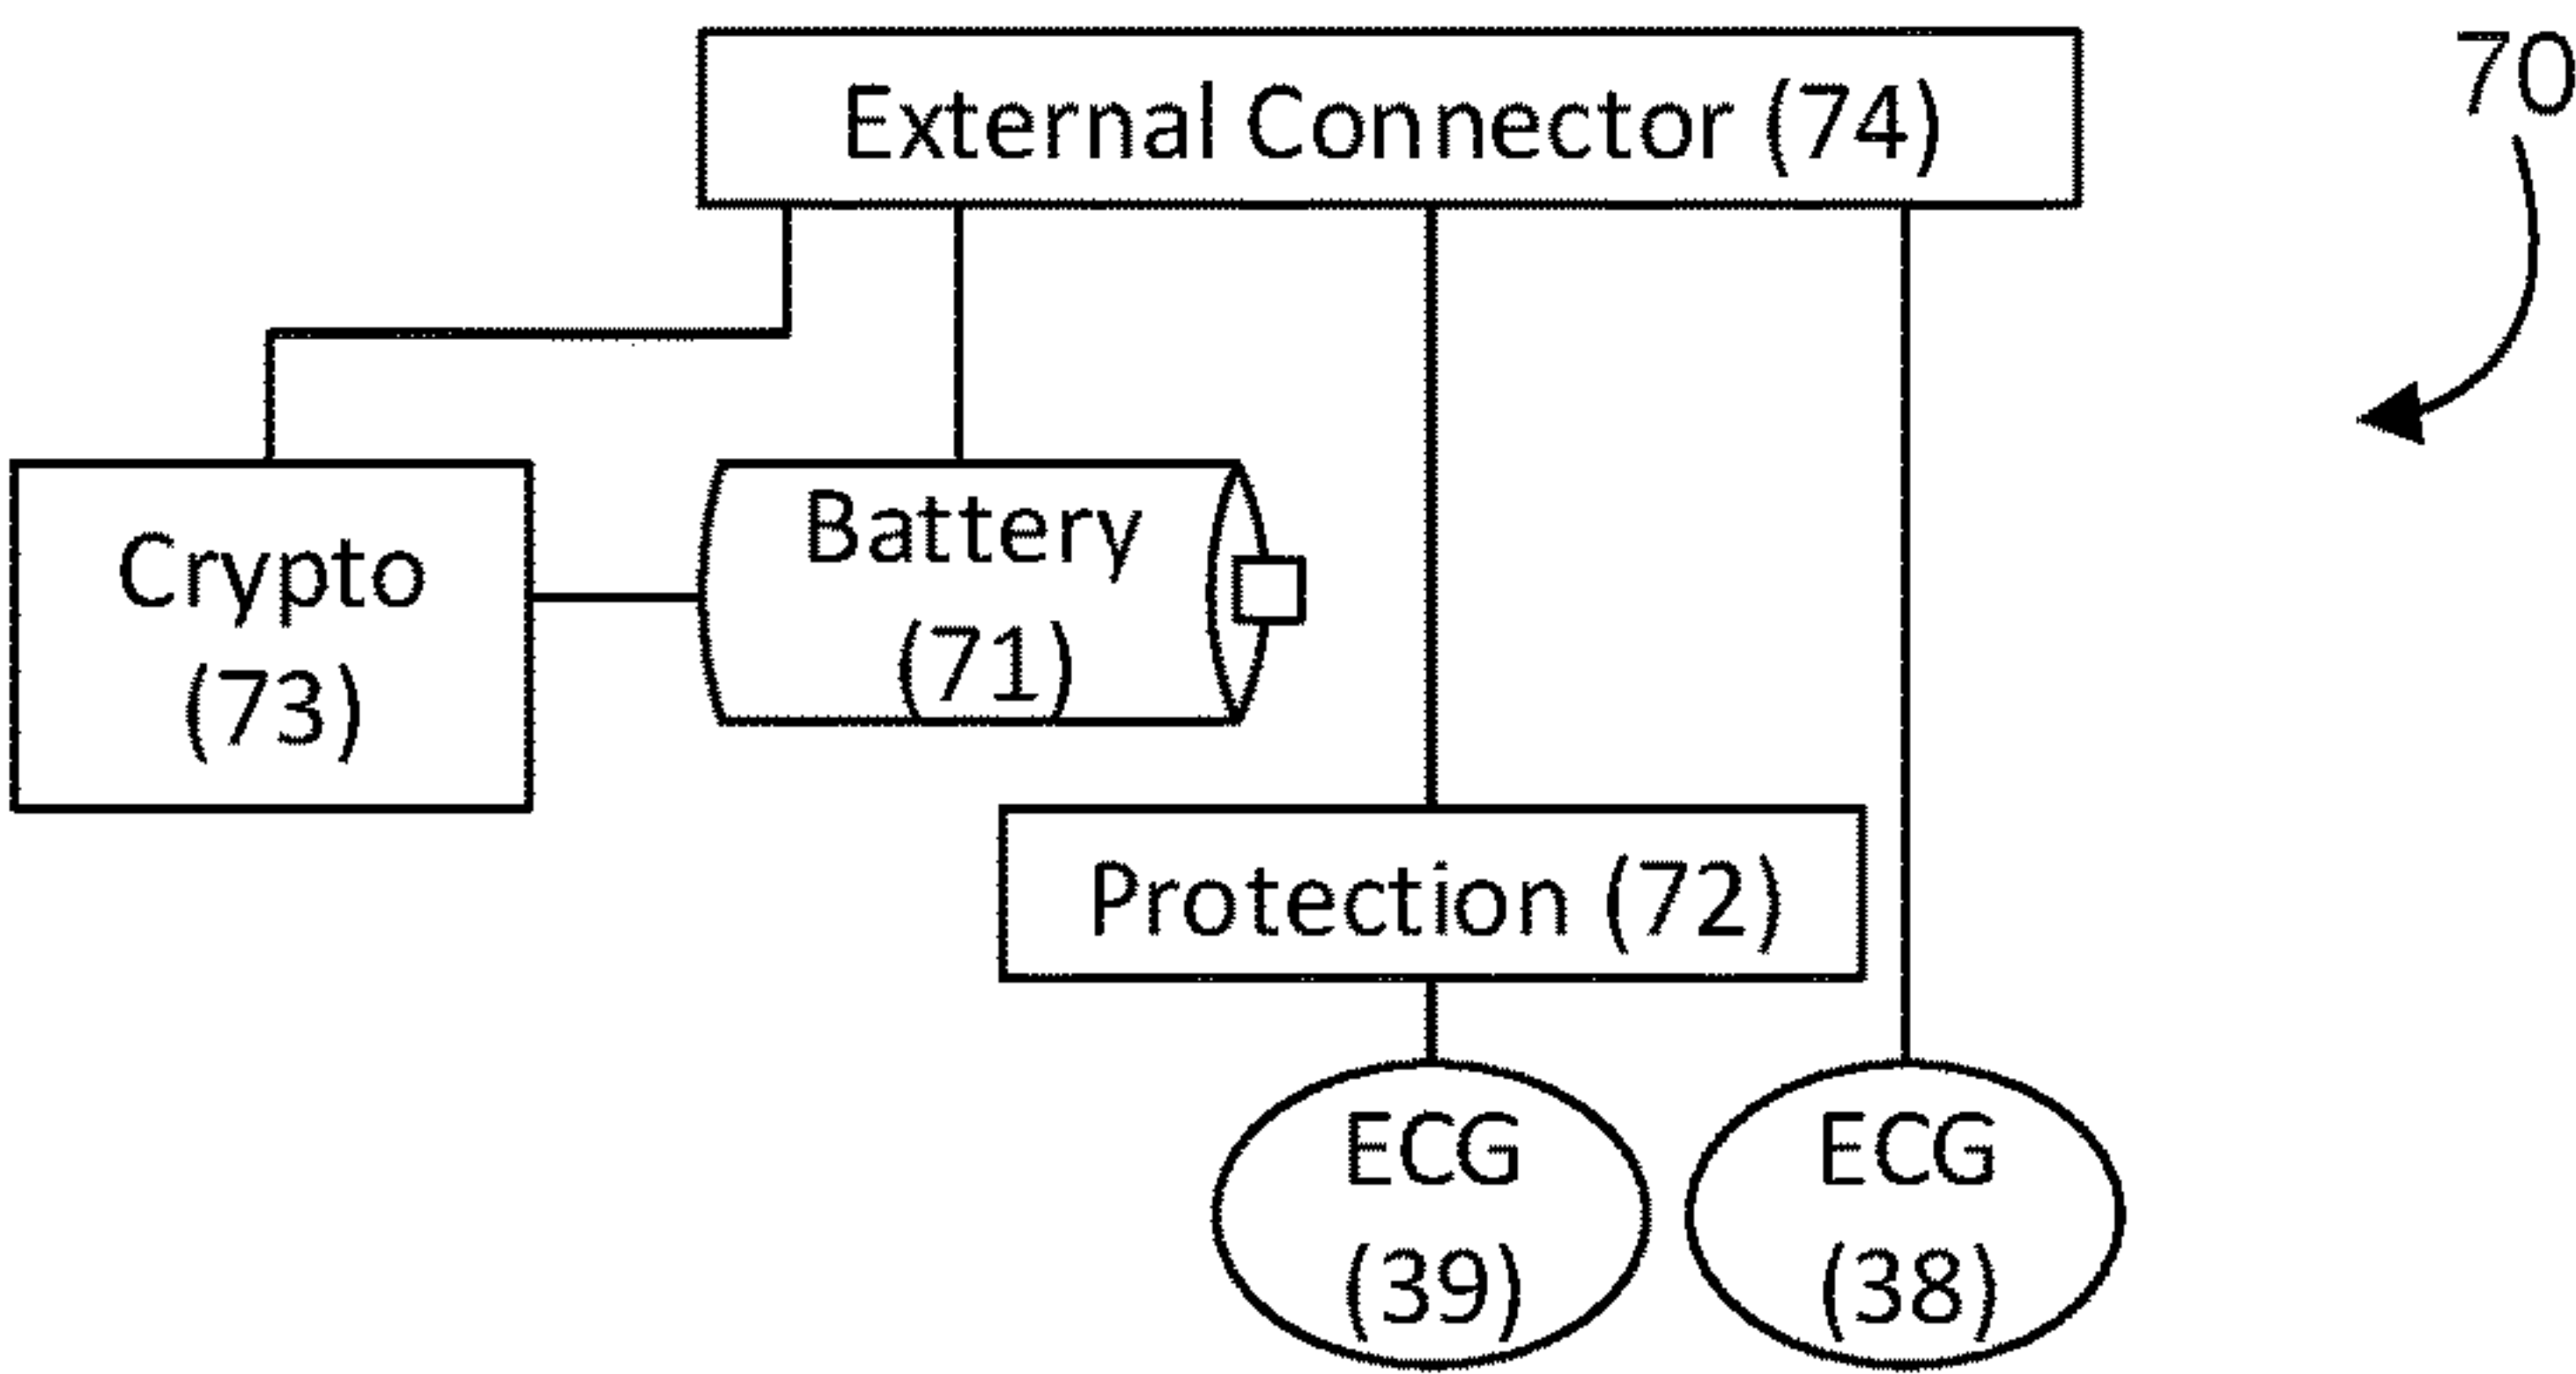 External Connector (74)
70
Crypto
(73)
Battery
(71)
Protection (72)
ECG
(39)
ECG
(38)